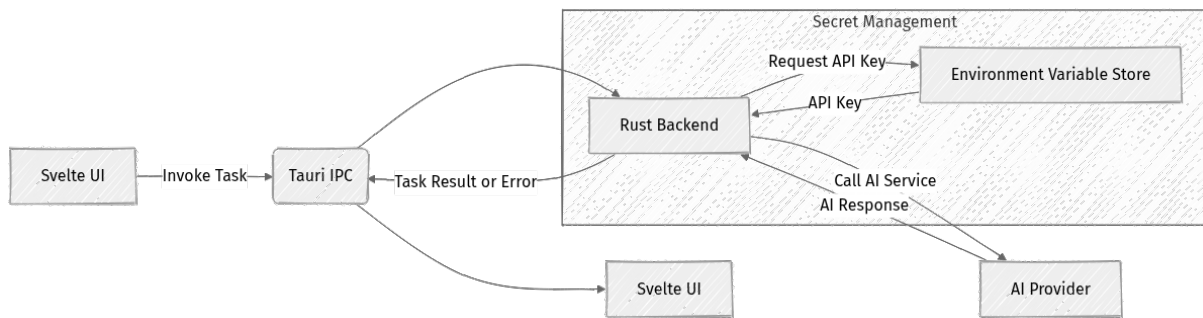 Secret Management
Request API Key
Environment Variable Store
API Key
Rust Backend
Svelte UI
Invoke Task
Tauri IPC
Task Result or Error
Call AI Service
AI Response
Svelte UI
AI Provider